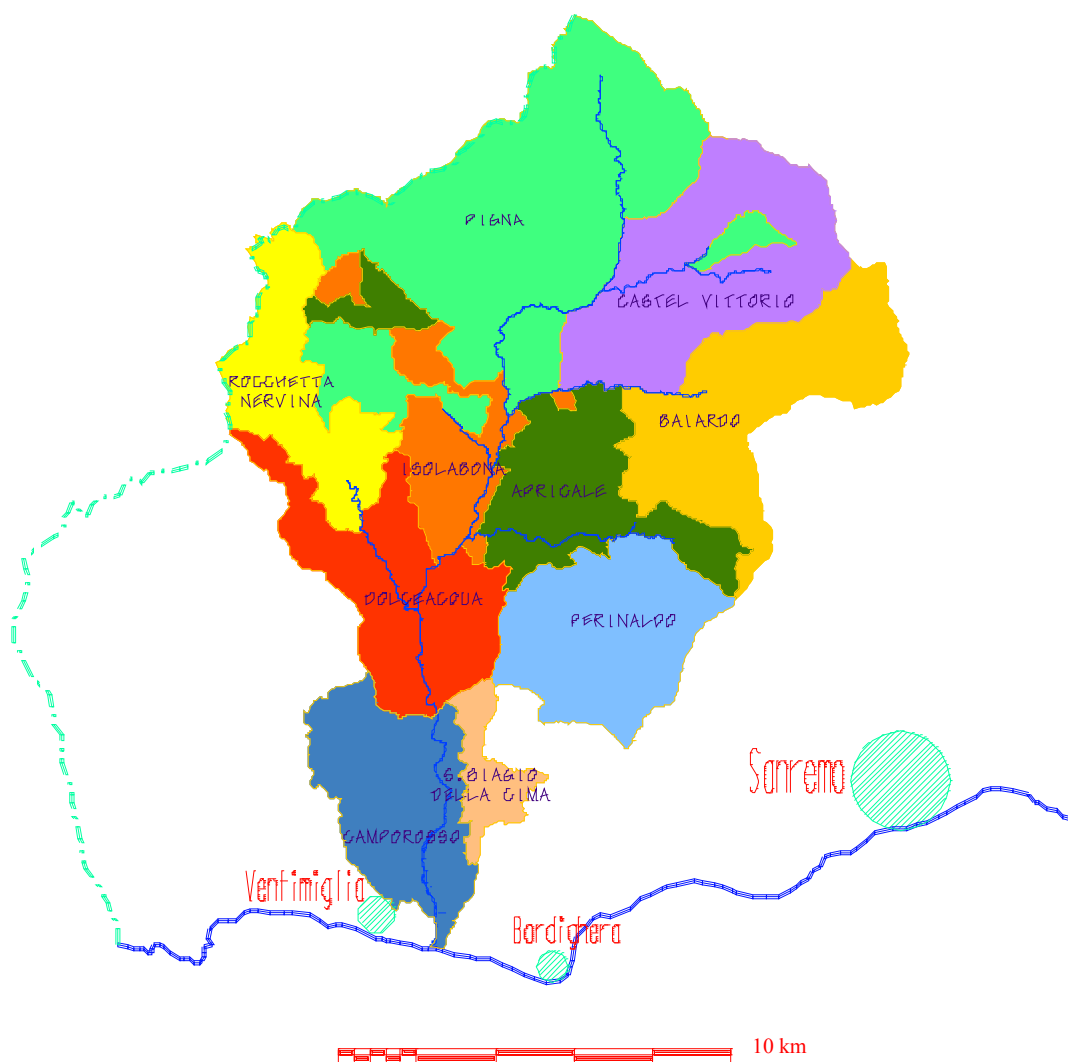 PIGNA
CASTEL VITTORIO
ROCCHETTA
NERVINA
BAIARDO
ISOLABONA
APRICALE
DOLCEACQUA
PERINALDO
S.BIAGIO
DELLA CIMA
CAMPOROSSO
Sanremo
Ventimiglia
Bordighera
10 km